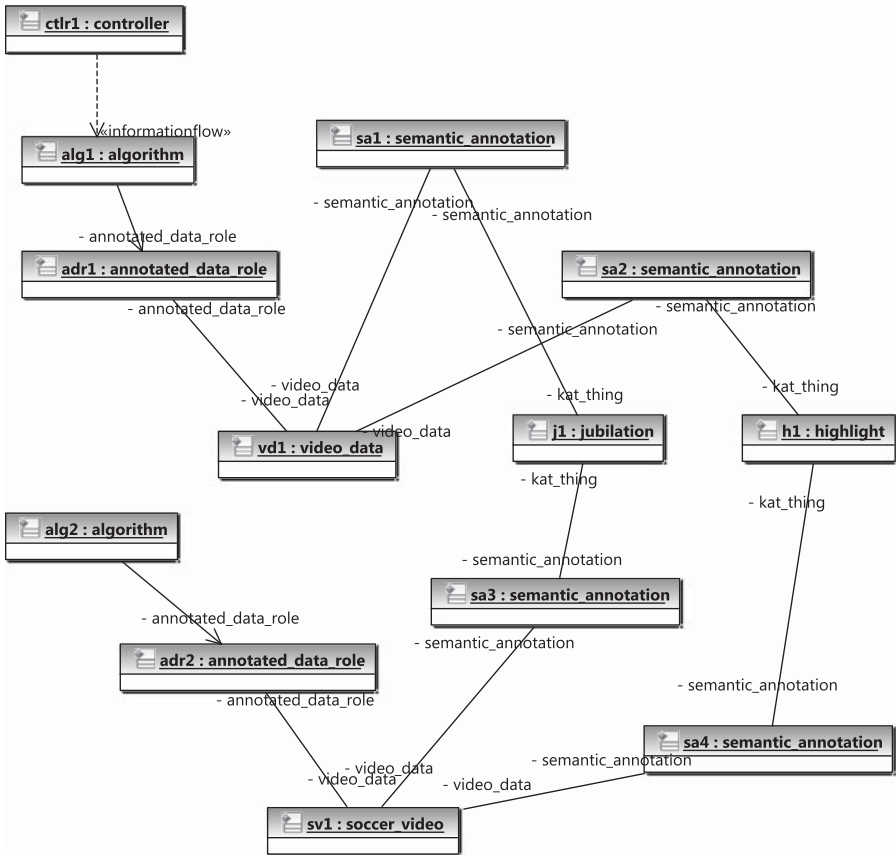 ctlr1 : controller
«informationflow»
alg1 : algorithm
sa1 : semantic_annotation
- semantic_annotation
- semantic_annotation
- annotated_data_role
adr1 : annotated_data_role
sa2 : semantic_annotation
- annotated_data_role
- semantic_annotation
- semantic_annotation
- video_data
- video_data
- kat_thing
- kat_thing
- video_data
vd1 : video_data
j1 : jubilation
h1 : highlight
- kat_thing
- kat_thing
alg2 : algorithm
- semantic_annotation
sa3 : semantic_annotation
- annotated_data_role
- semantic_annotation
adr2 : annotated_data_role
- annotated_data_role
- semantic_annotation
sa4 : semantic_annotation
- semantic_annotation
- video_data
- video_data
- video_data
sv1 : soccer_video